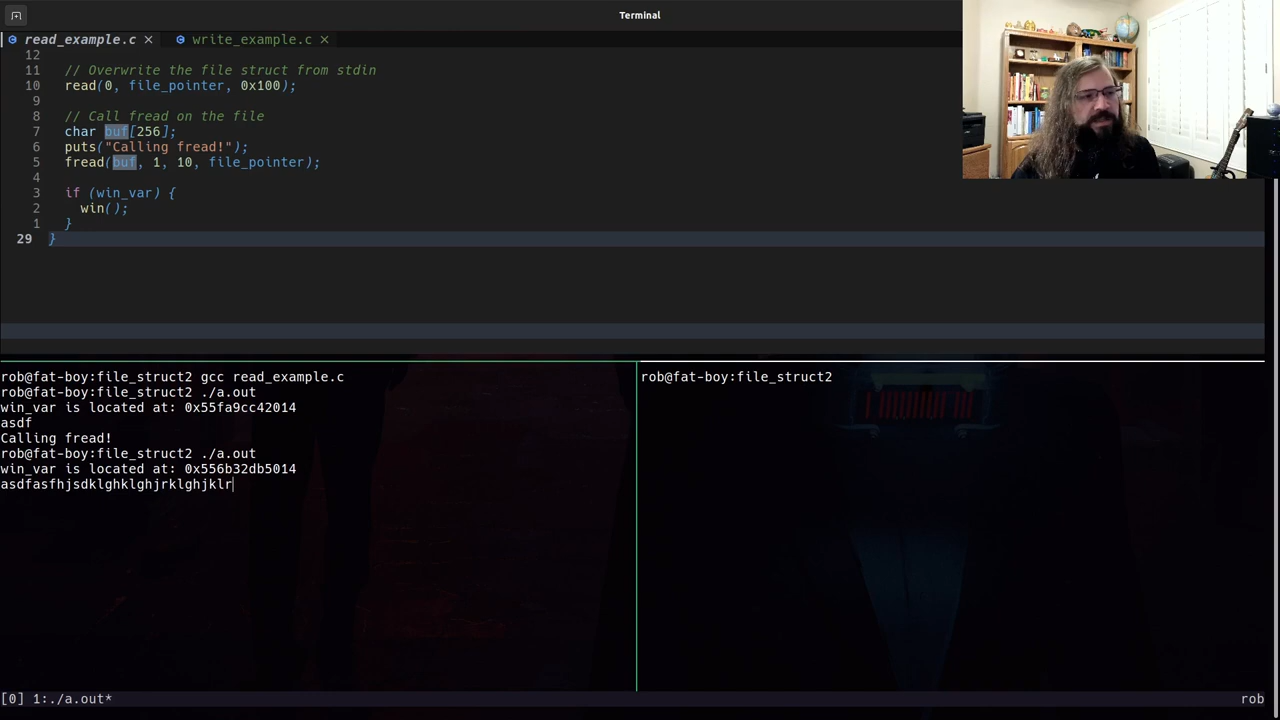 Terminal
read_example.c × write_example.c ×
12
11 // Overwrite the file struct from stdin
10 read(0, file_pointer, 0x100);
9
8 // Call fread on the file
7 char buf[256];
6 puts("Calling fread!");
5 fread(buf, 1, 10, file_pointer);
4
3 if (win_var) {
2 win();
1 }
29 }
rob@fat-boy:file_struct2 gcc read_example.c
rob@fat-boy:file_struct2 ./a.out
win_var is located at: 0x55fa9cc42014
asdf
Calling fread!
rob@fat-boy:file_struct2 ./a.out
win_var is located at: 0x556b32db5014
asdfasfhjsdklghklghjrklghjklr
rob@fat-boy:file_struct2
[0] 1:./a.out* rob